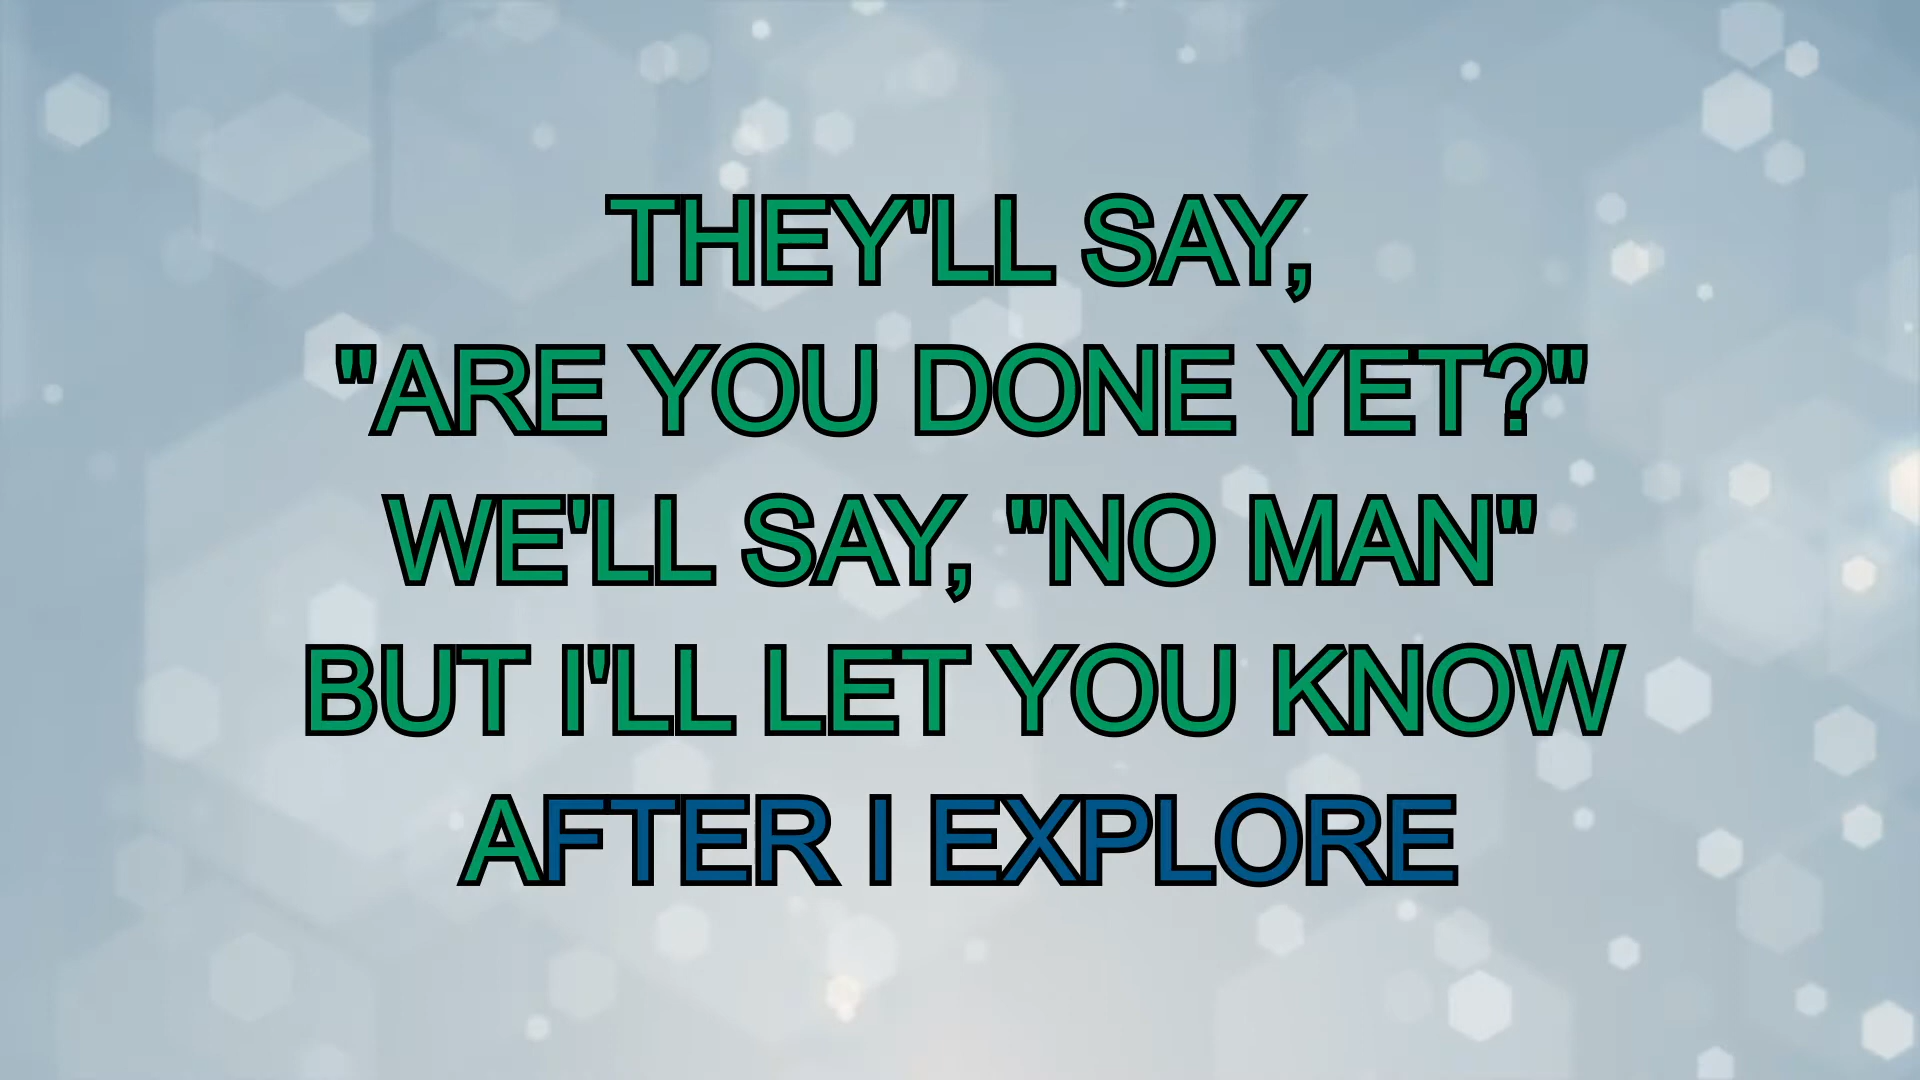 THEY'LL SAY,
"ARE YOU DONE YET?"
WE'LL SAY, "NO MAN"
BUT I'LL LET YOU KNOW
AFTER I EXPLORE